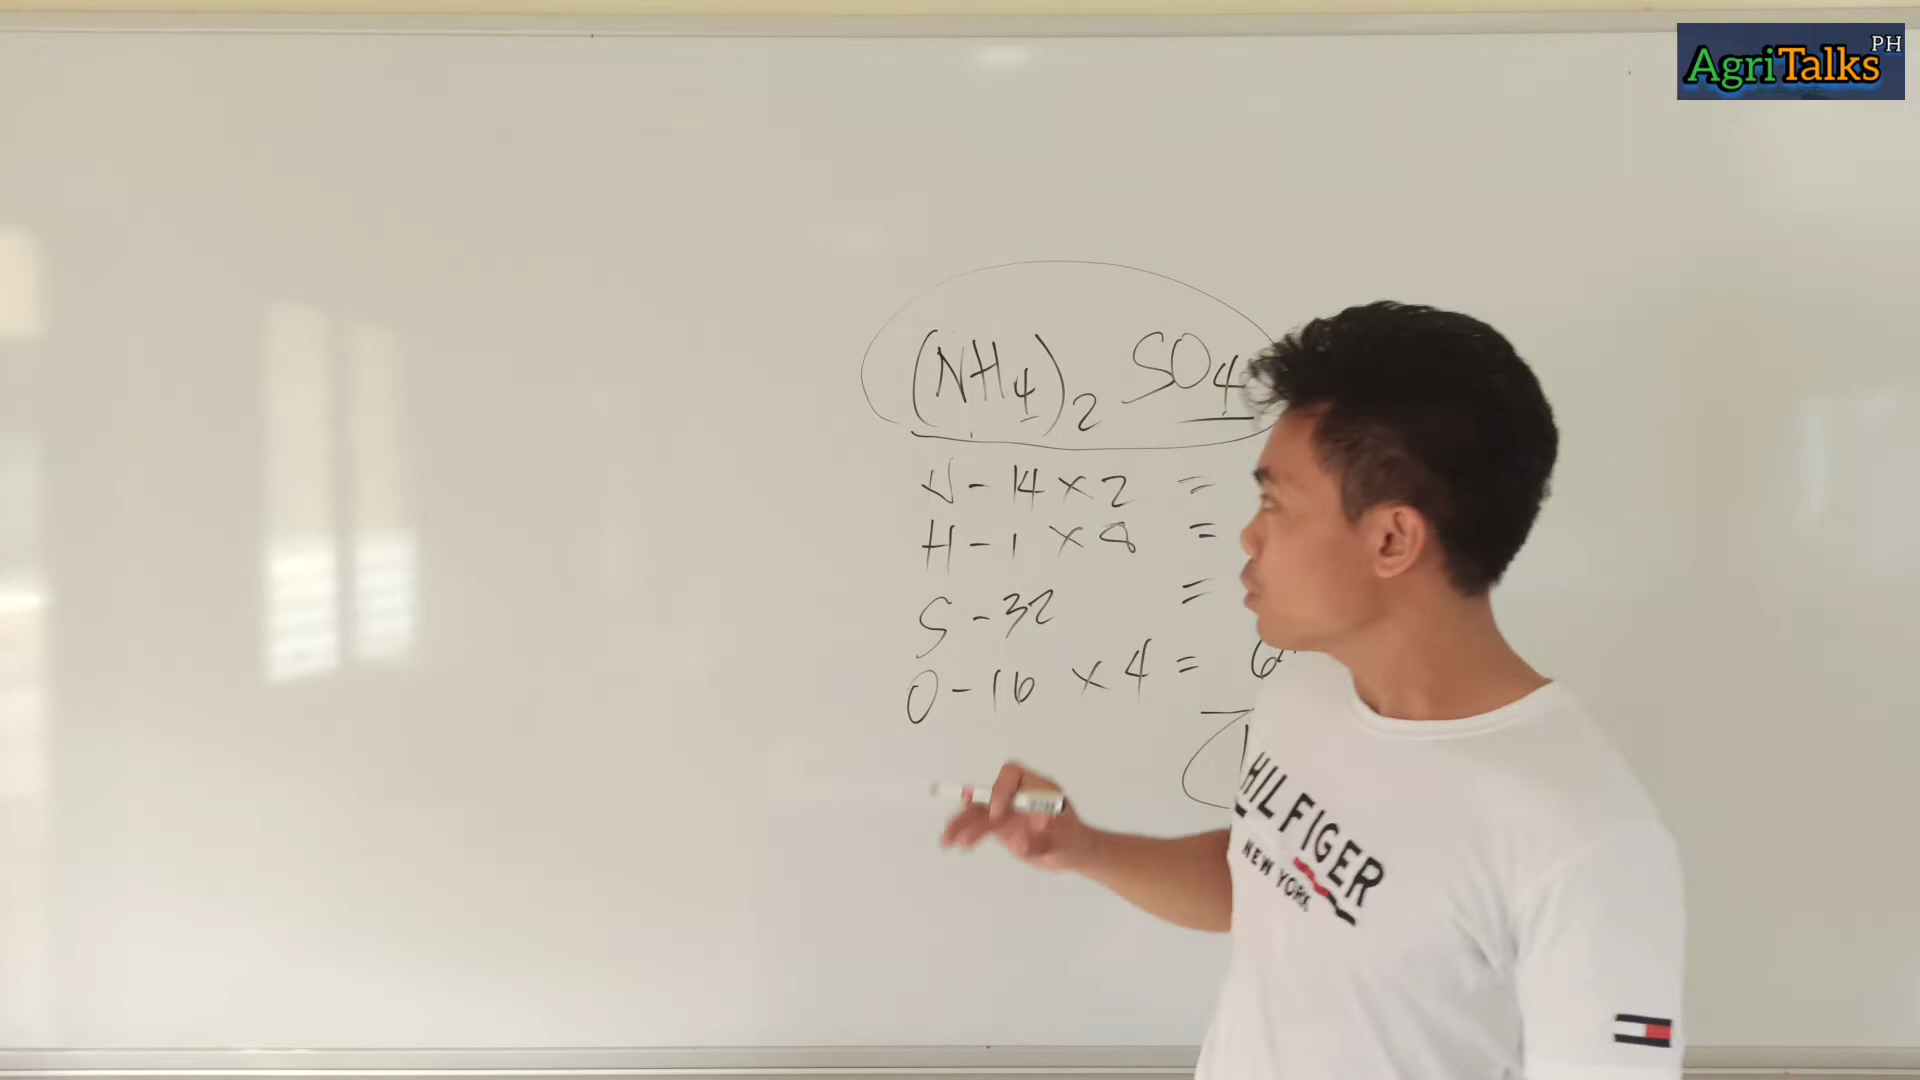 AgriTalks PH
(NH4)2 SO4
N - 14 x 2 =
H - 1 x 8 =
S - 32 =
O - 16 x 4 = 6
HILFIGER
NEW YORK